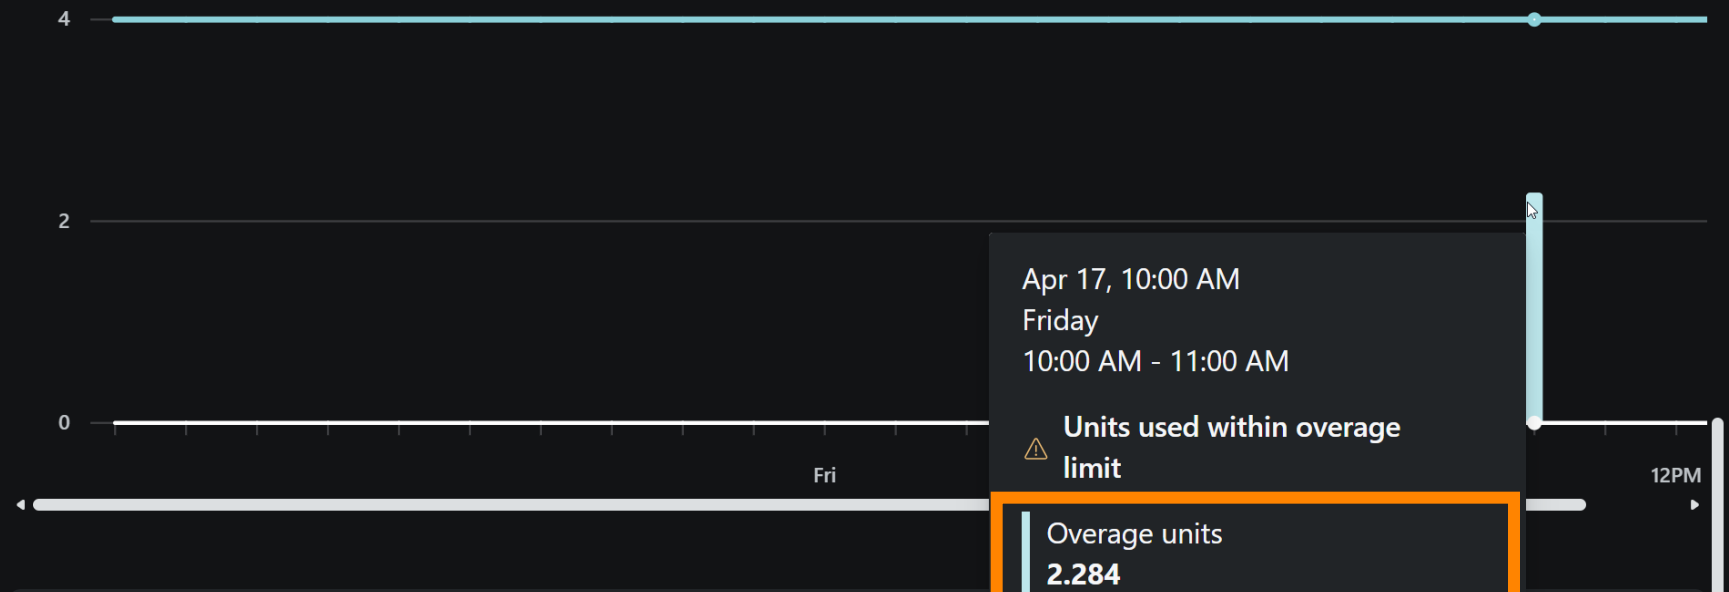 4
2
0
Fri
12PM
Apr 17, 10:00 AM
Friday
10:00 AM - 11:00 AM
Units used within overage
limit
Overage units
2.284